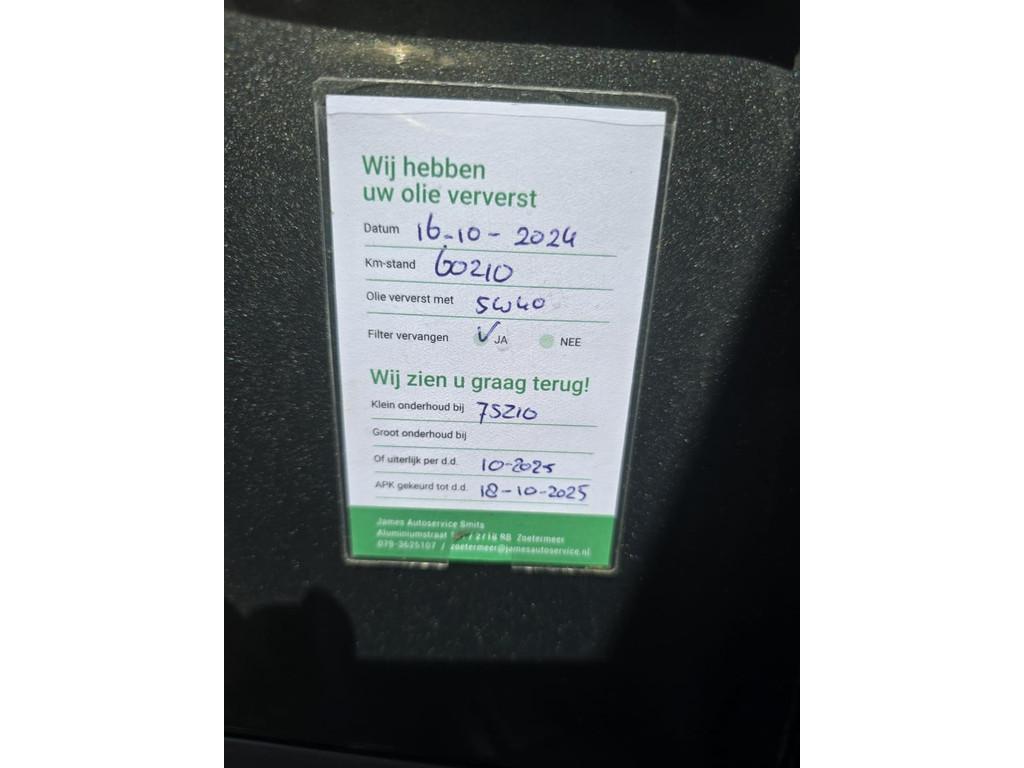 Wij hebben
uw olie ververst
Datum 16-10-2024
Km-stand 60210
Olie ververst met 5W40
Filter vervangen JA NEE
Wij zien u graag terug!
Klein onderhoud bij 75210
Groot onderhoud bij
Of uiterlijk per d.d. 10-2025
APK gekeurd tot d.d. 18-10-2025
James Autoservice Smits
Aluminiumstraat / 2718 RB Zoetermeer
079-3625107 / zoetermeer@jamesautoservice.nl